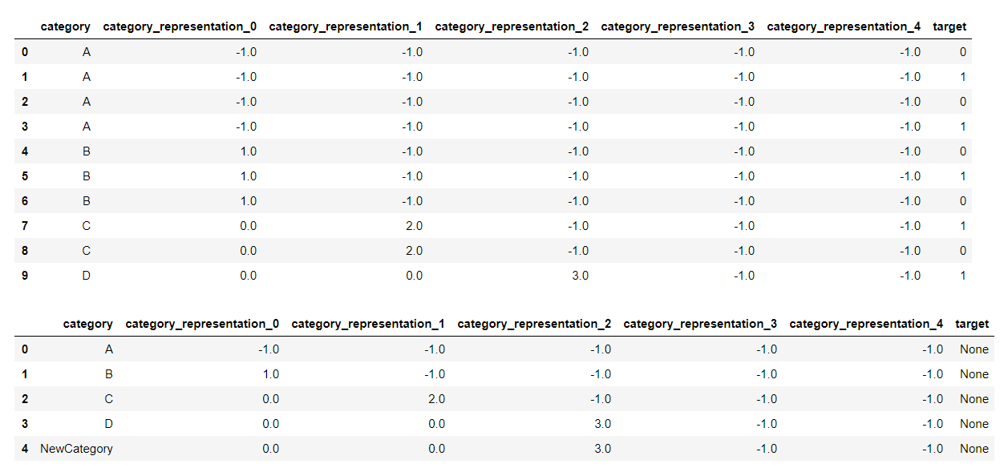 category category_representation_0 category_representation_1 category_representation_2 category_representation_3 category_representation_4 target
0 A -1.0 -1.0 -1.0 -1.0 -1.0 0
1 A -1.0 -1.0 -1.0 -1.0 -1.0 1
2 A -1.0 -1.0 -1.0 -1.0 -1.0 0
3 A -1.0 -1.0 -1.0 -1.0 -1.0 1
4 B 1.0 -1.0 -1.0 -1.0 -1.0 0
5 B 1.0 -1.0 -1.0 -1.0 -1.0 1
6 B 1.0 -1.0 -1.0 -1.0 -1.0 0
7 C 0.0 2.0 -1.0 -1.0 -1.0 1
8 C 0.0 2.0 -1.0 -1.0 -1.0 0
9 D 0.0 0.0 3.0 -1.0 -1.0 1
category category_representation_0 category_representation_1 category_representation_2 category_representation_3 category_representation_4 target
0 A -1.0 -1.0 -1.0 -1.0 -1.0 None
1 B 1.0 -1.0 -1.0 -1.0 -1.0 None
2 C 0.0 2.0 -1.0 -1.0 -1.0 None
3 D 0.0 0.0 3.0 -1.0 -1.0 None
4 NewCategory 0.0 0.0 3.0 -1.0 -1.0 None